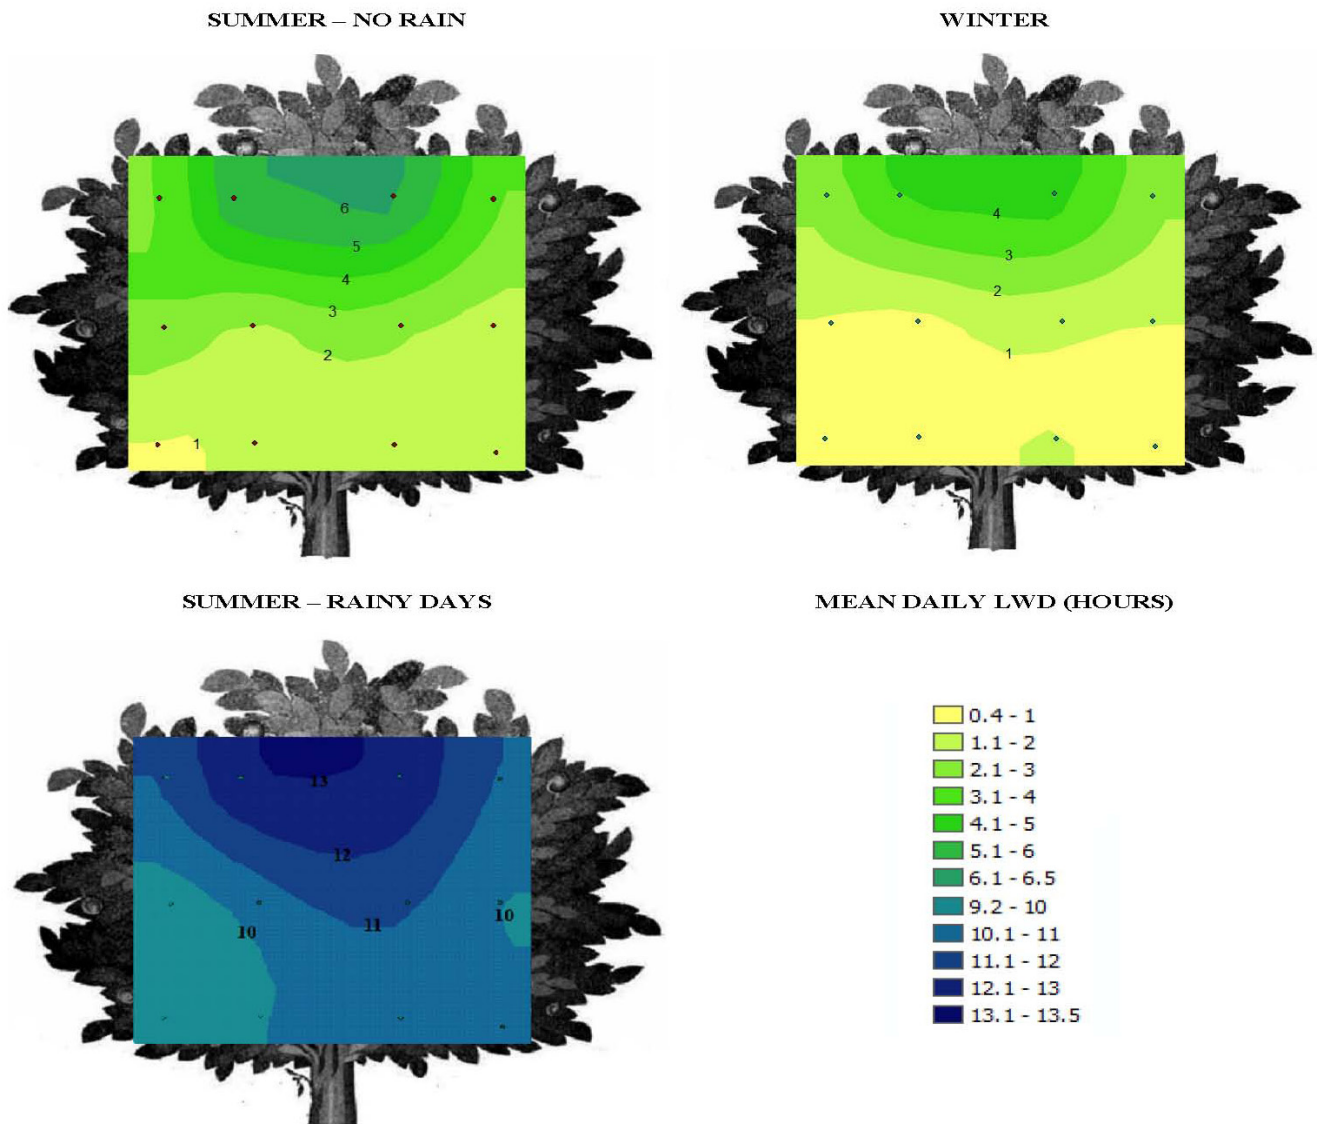 SUMMER – NO RAIN
WINTER
6
5
4
3
2
1
4
3
2
1
SUMMER – RAINY DAYS
MEAN DAILY LWD (HOURS)
13
12
11
10
10
0.4 - 1
1.1 - 2
2.1 - 3
3.1 - 4
4.1 - 5
5.1 - 6
6.1 - 6.5
9.2 - 10
10.1 - 11
11.1 - 12
12.1 - 13
13.1 - 13.5